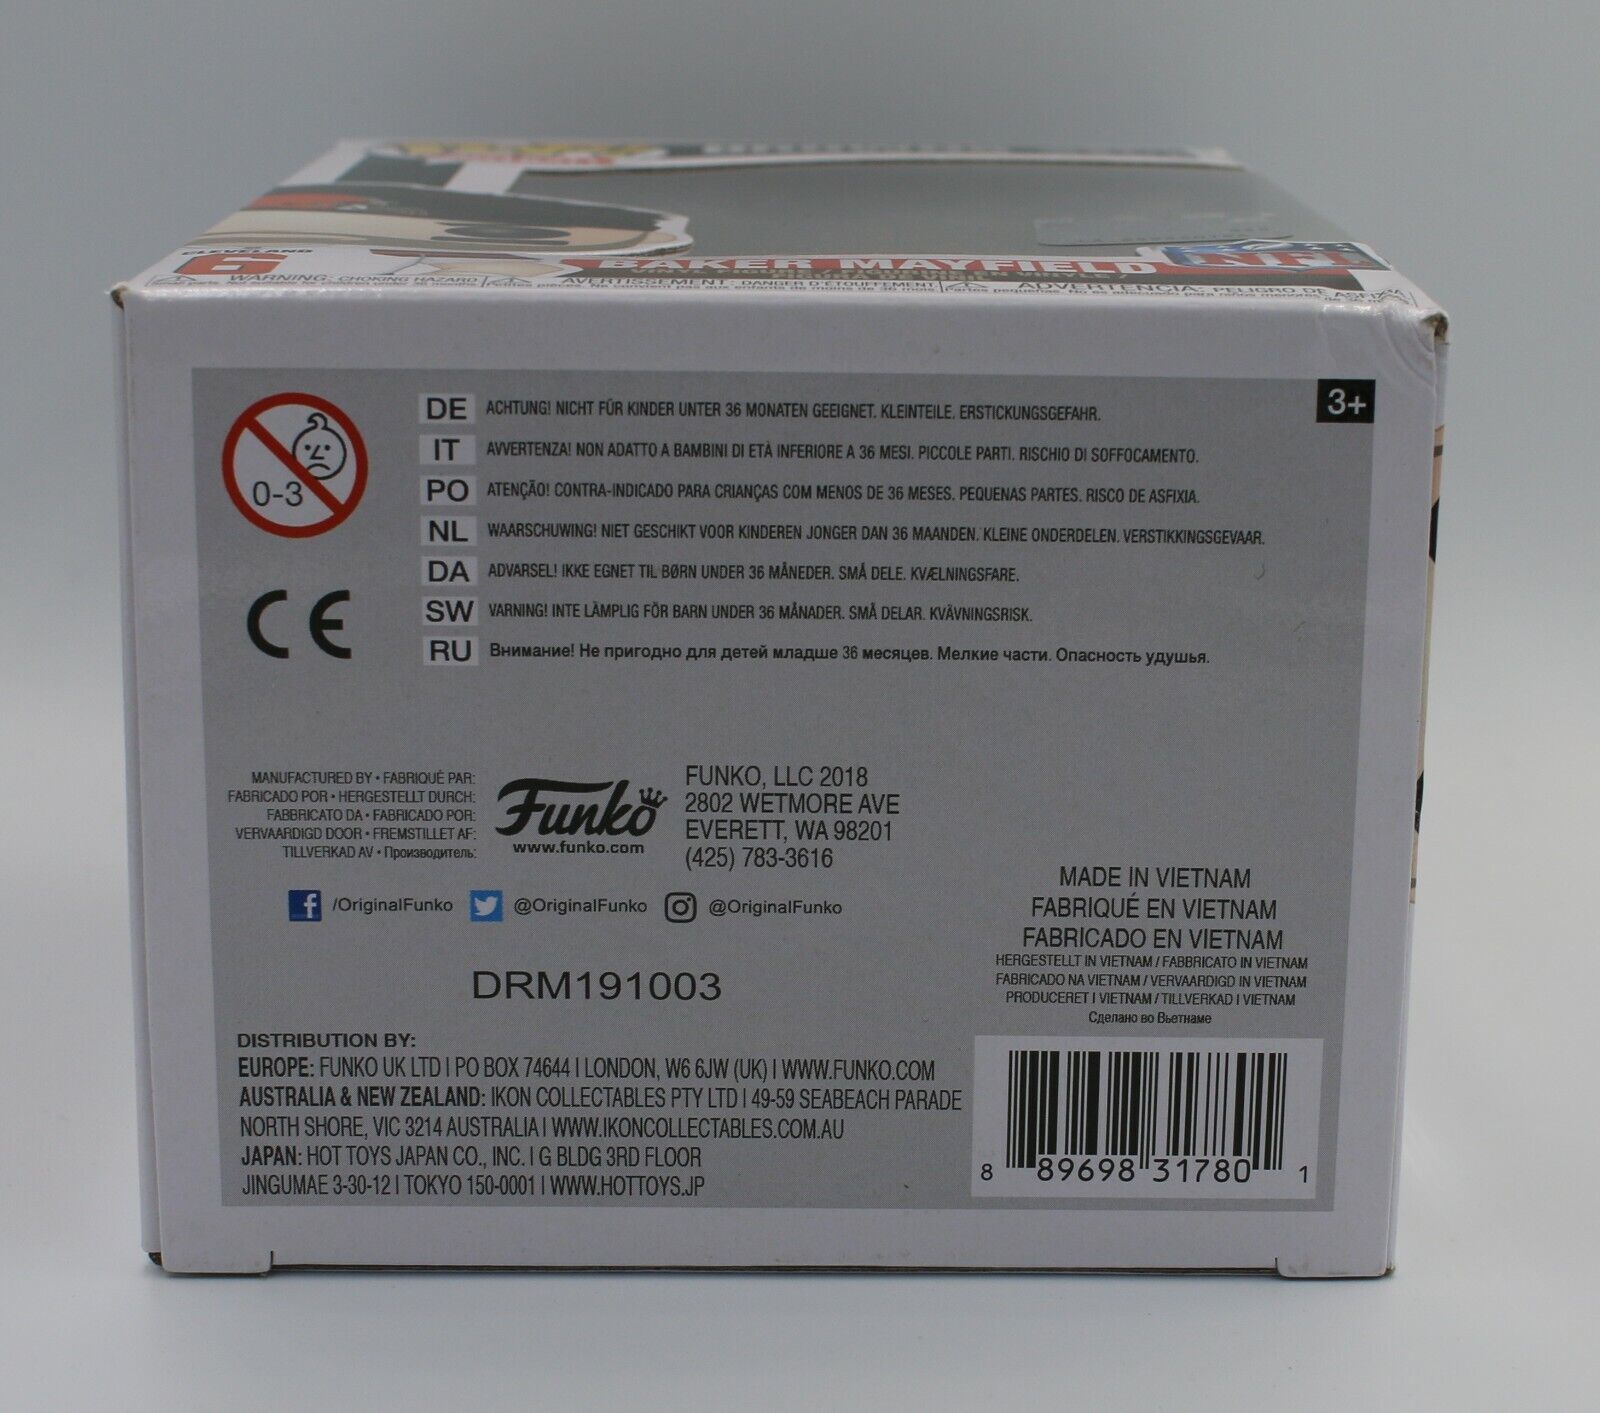 CLEVELAND
6
BAKER MAYFIELD
NFL
WARNING: CHOKING HAZARD
AVERTISSEMENT: DANGER D'ÉTOUFFEMENT
ADVERTENCIA: PELIGRO DE ASFIXIA
3+
0-3
DE ACHTUNG! NICHT FÜR KINDER UNTER 36 MONATEN GEEIGNET. KLEINTEILE. ERSTICKUNGSGEFAHR.
IT AVVERTENZA! NON ADATTO A BAMBINI DI ETÀ INFERIORE A 36 MESI. PICCOLE PARTI. RISCHIO DI SOFFOCAMENTO.
PO ATENÇÃO! CONTRA-INDICADO PARA CRIANÇAS COM MENOS DE 36 MESES. PEQUENAS PARTES. RISCO DE ASFIXIA.
NL WAARSCHUWING! NIET GESCHIKT VOOR KINDEREN JONGER DAN 36 MAANDEN. KLEINE ONDERDELEN. VERSTIKKINGSGEVAAR.
DA ADVARSEL! IKKE EGNET TIL BØRN UNDER 36 MÅNEDER. SMÅ DELE. KVÆLNINGSFARE.
SW VARNING! INTE LÄMPLIG FÖR BARN UNDER 36 MÅNADER. SMÅ DELAR. KVÄVNINGSRISK.
RU Внимание! Не пригодно для детей младше 36 месяцев. Мелкие части. Опасность удушья.
CE
MANUFACTURED BY • FABRIQUÉ PAR:
FABRICADO POR • HERGESTELLT DURCH:
FABBRICATO DA • FABRICADO POR:
VERVAARDIGD DOOR • FREMSTILLET AF:
TILLVERKAD AV • Производитель:
Funko
www.funko.com
FUNKO, LLC 2018
2802 WETMORE AVE
EVERETT, WA 98201
(425) 783-3616
/OriginalFunko @OriginalFunko @OriginalFunko
MADE IN VIETNAM
FABRIQUÉ EN VIETNAM
FABRICADO EN VIETNAM
HERGESTELLT IN VIETNAM / FABBRICATO IN VIETNAM
FABRICADO NA VIETNAM / VERVAARDIGD IN VIETNAM
PRODUCERET I VIETNAM / TILLVERKAD I VIETNAM
Сделано во Вьетнаме
DRM191003
DISTRIBUTION BY:
EUROPE: FUNKO UK LTD | PO BOX 74644 | LONDON, W6 6JW (UK) | WWW.FUNKO.COM
AUSTRALIA & NEW ZEALAND: IKON COLLECTABLES PTY LTD | 49-59 SEABEACH PARADE
NORTH SHORE, VIC 3214 AUSTRALIA | WWW.IKONCOLLECTABLES.COM.AU
JAPAN: HOT TOYS JAPAN CO., INC. | G BLDG 3RD FLOOR
JINGUMAE 3-30-12 | TOKYO 150-0001 | WWW.HOTTOYS.JP
8 89698 31780 1